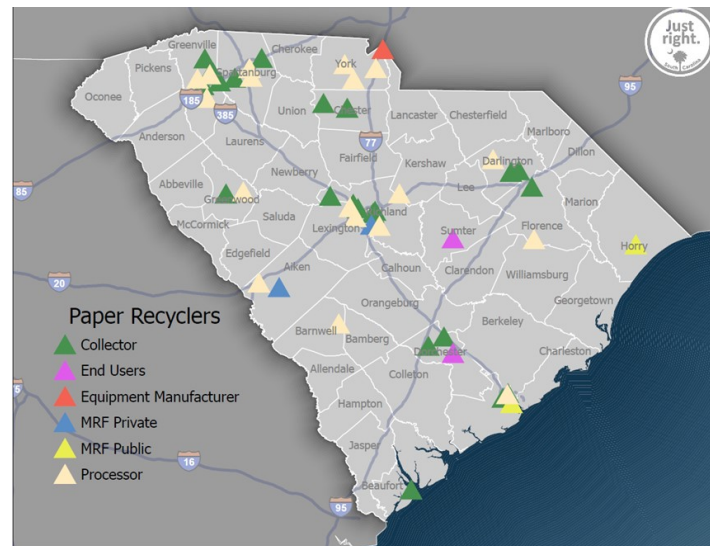 Just
right.
South Carolina
Greenville
Cherokee
Pickens
Spartanburg
York
Oconee
185
385
Union
Chester
Lancaster
Chesterfield
95
Marlboro
Anderson
Laurens
77
Dillon
Fairfield
Darlington
Kershaw
Newberry
Abbeville
Lee
85
Greenwood
Marion
Saluda
Richland
McCormick
Lexington
Sumter
Florence
Horry
Edgefield
Aiken
Calhoun
Clarendon
Williamsburg
20
Orangeburg
Georgetown
Paper Recyclers
Barnwell
Bamberg
Berkeley
Collector
Dorchester
Charleston
End Users
Allendale
Colleton
Equipment Manufacturer
Hampton
MRF Private
MRF Public
Jasper
16
Processor
Beaufort
95